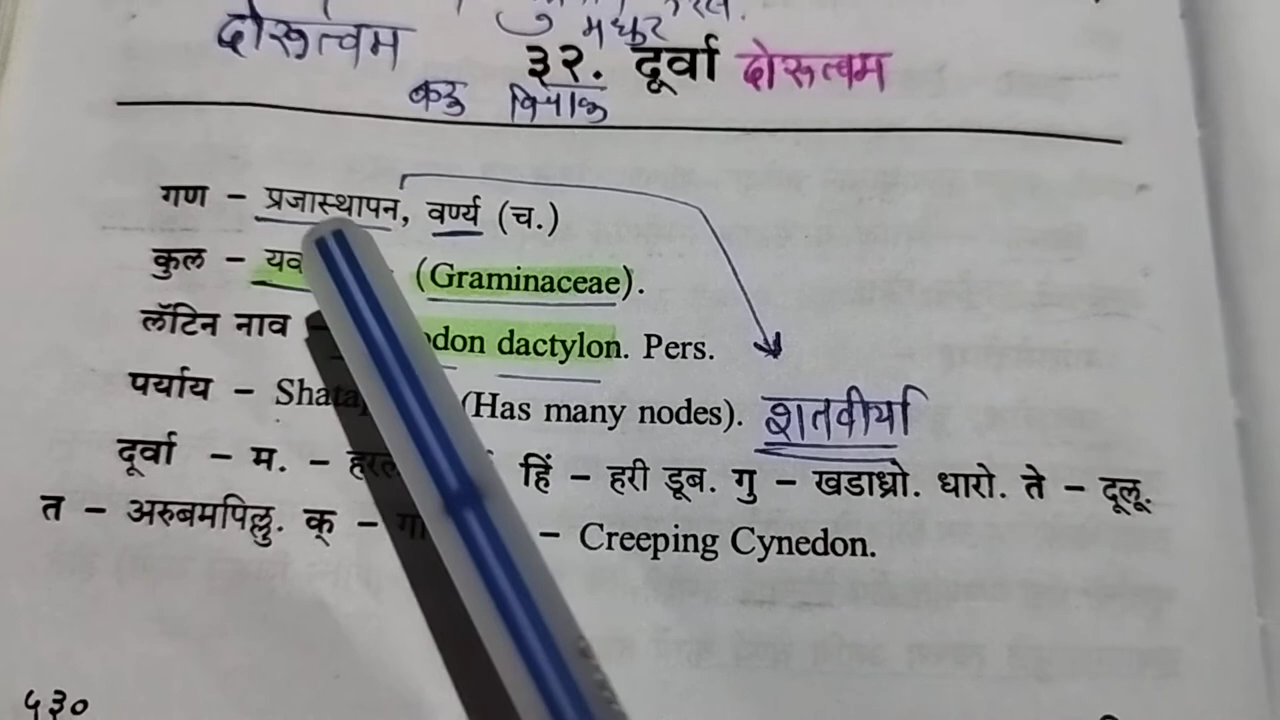 मधुर
दोरूत्वम
३२. दूर्वा दोरूत्वम
कटु विपाक
गण – प्रजास्थापन, वर्ण्य (च.)
कुल – यव (Graminaceae).
लॅटिन नाव – odon dactylon. Pers.
पर्याय – Shata (Has many nodes). शतवीर्या
दूर्वा – म. – हरल हिं – हरी डूब. गु – खडाध्रो. धारो. ते – दूलू.
त – अरुबमपिल्लु. क् – गा – Creeping Cynedon.
५३०